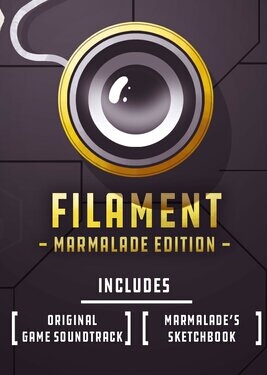 FILAMENT
– MARMALADE EDITION –
INCLUDES
[ ORIGINAL GAME SOUNDTRACK ]
[ MARMALADE'S SKETCHBOOK ]